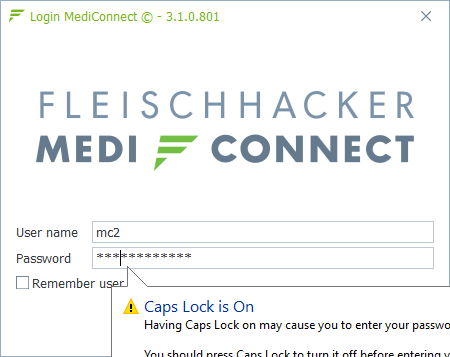 Login MediConnect © - 3.1.0.801
FLEISCHHACKER
MEDI CONNECT
User name mc2
Password ************
Remember user
Caps Lock is On
Having Caps Lock on may cause you to enter your passwo
You should press Caps Lock to turn it off before entering y